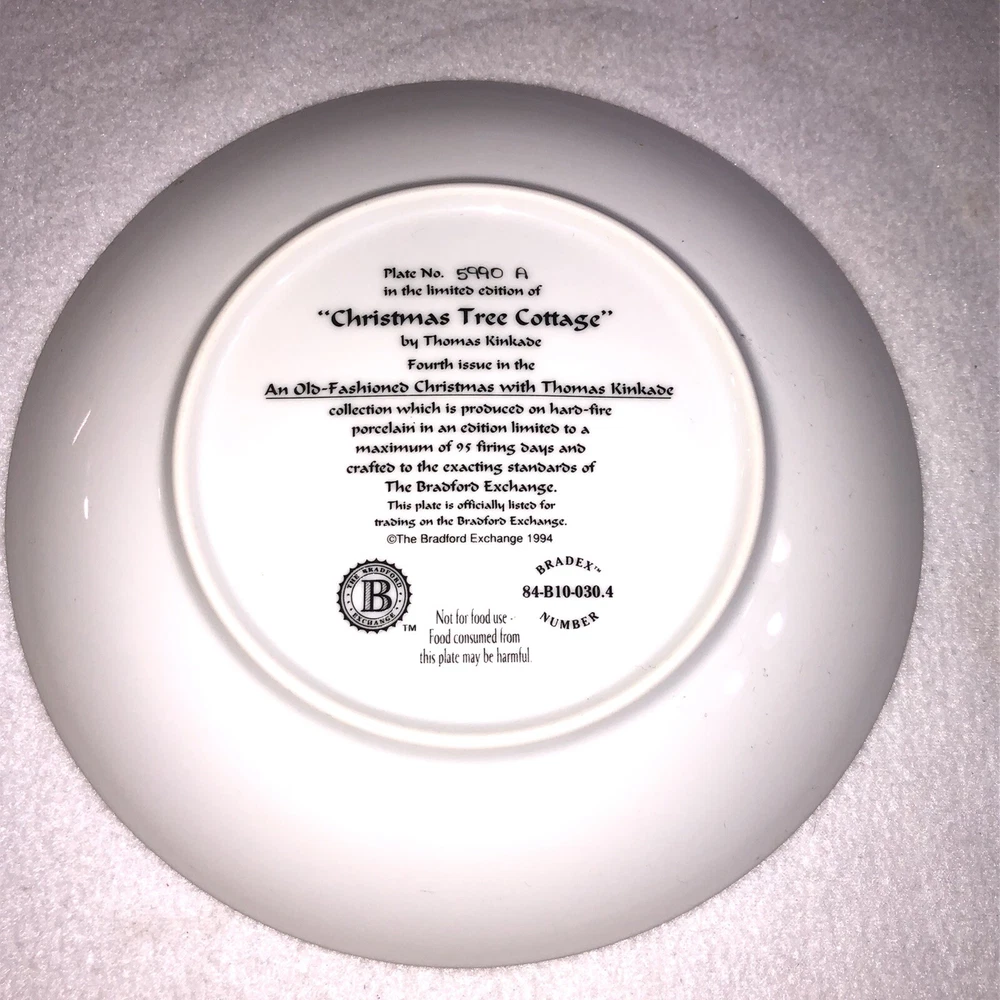 Plate No. 5990 A
in the limited edition of
“Christmas Tree Cottage”
by Thomas Kinkade
Fourth issue in the
An Old-Fashioned Christmas with Thomas Kinkade
collection which is produced on hard-fire
porcelain in an edition limited to a
maximum of 95 firing days and
crafted to the exacting standards of
The Bradford Exchange.
This plate is officially listed for
trading on the Bradford Exchange.
©The Bradford Exchange 1994
THE BRADFORD
B
EXCHANGE
TM
BRADEX™
84-B10-030.4
NUMBER
Not for food use -
Food consumed from
this plate may be harmful.